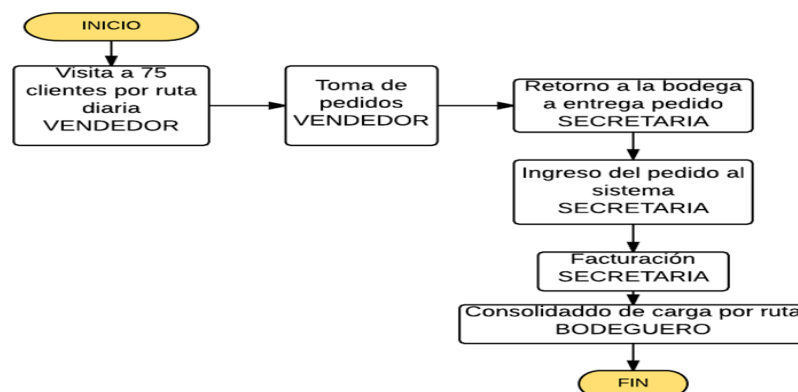 INICIO
Visita a 75
clientes por ruta
diaria
VENDEDOR
Toma de
pedidos
VENDEDOR
Retorno a la bodega
a entrega pedido
SECRETARIA
Ingreso del pedido al
sistema
SECRETARIA
Facturación
SECRETARIA
Consolidaddo de carga por ruta
BODEGUERO
FIN